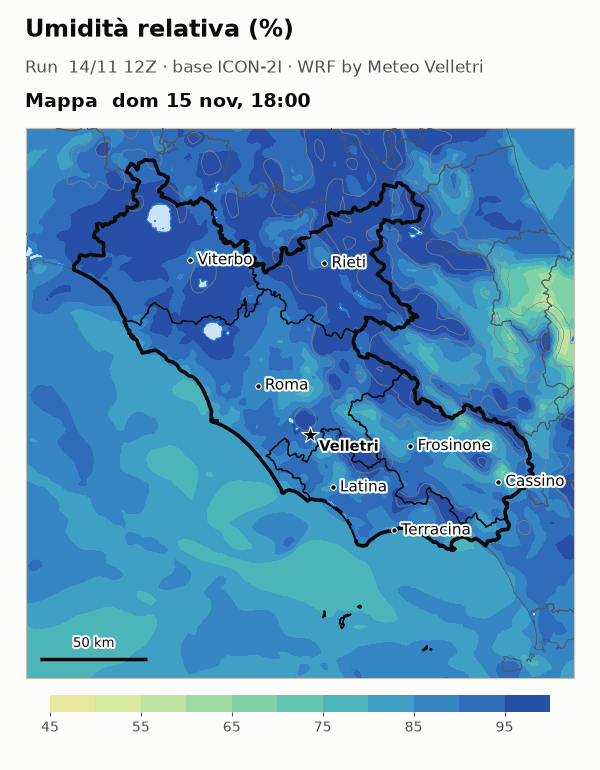 Umidità relativa (%)
Run  14/11 12Z · base ICON-2I · WRF by Meteo Velletri
Mappa  dom 15 nov, 18:00
Viterbo
Rieti
Roma
Velletri
Frosinone
Cassino
Latina
Terracina
50 km
45 55 65 75 85 95